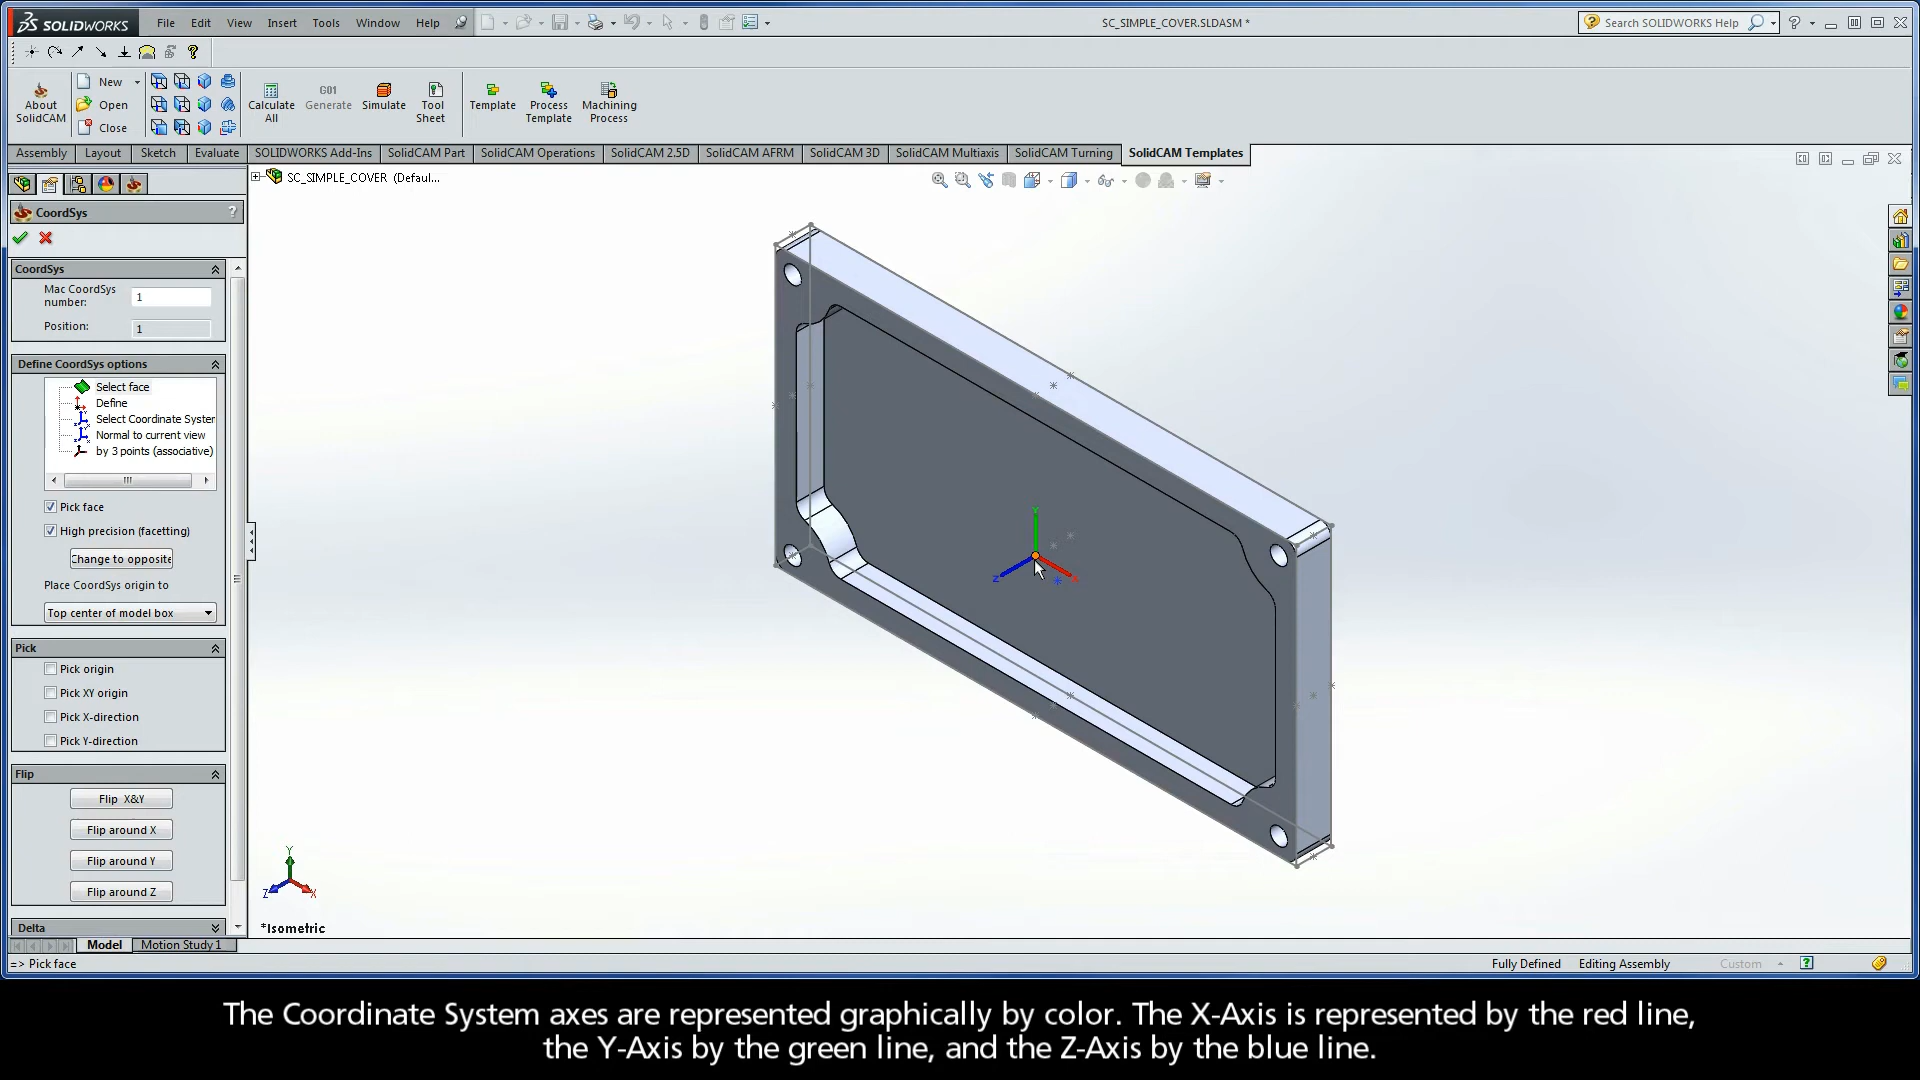 SOLIDWORKS File Edit View Insert Tools Window Help SC_SIMPLE_COVER.SLDASM * Search SOLIDWORKS Help
About SolidCAM
New
Open
Close
Calculate All
G01 Generate
Simulate
Tool Sheet
Template
Process Template
Machining Process
Assembly Layout Sketch Evaluate SOLIDWORKS Add-Ins SolidCAM Part SolidCAM Operations SolidCAM 2.5D SolidCAM AFRM SolidCAM 3D SolidCAM Multiaxis SolidCAM Turning SolidCAM Templates
SC_SIMPLE_COVER (Defaul...
CoordSys ?
CoordSys
Mac CoordSys number: 1
Position: 1
Define CoordSys options
Select face
Define
Select Coordinate Syster
Normal to current view
by 3 points (associative)
Pick face
High precision (facetting)
Change to opposite
Place CoordSys origin to
Top center of model box
Pick
Pick origin
Pick XY origin
Pick X-direction
Pick Y-direction
Flip
Flip X&Y
Flip around X
Flip around Y
Flip around Z
Delta
Y
Z X
Y
Z X
*Isometric
Model Motion Study 1
=> Pick face Fully Defined Editing Assembly Custom
The Coordinate System axes are represented graphically by color. The X-Axis is represented by the red line,
the Y-Axis by the green line, and the Z-Axis by the blue line.